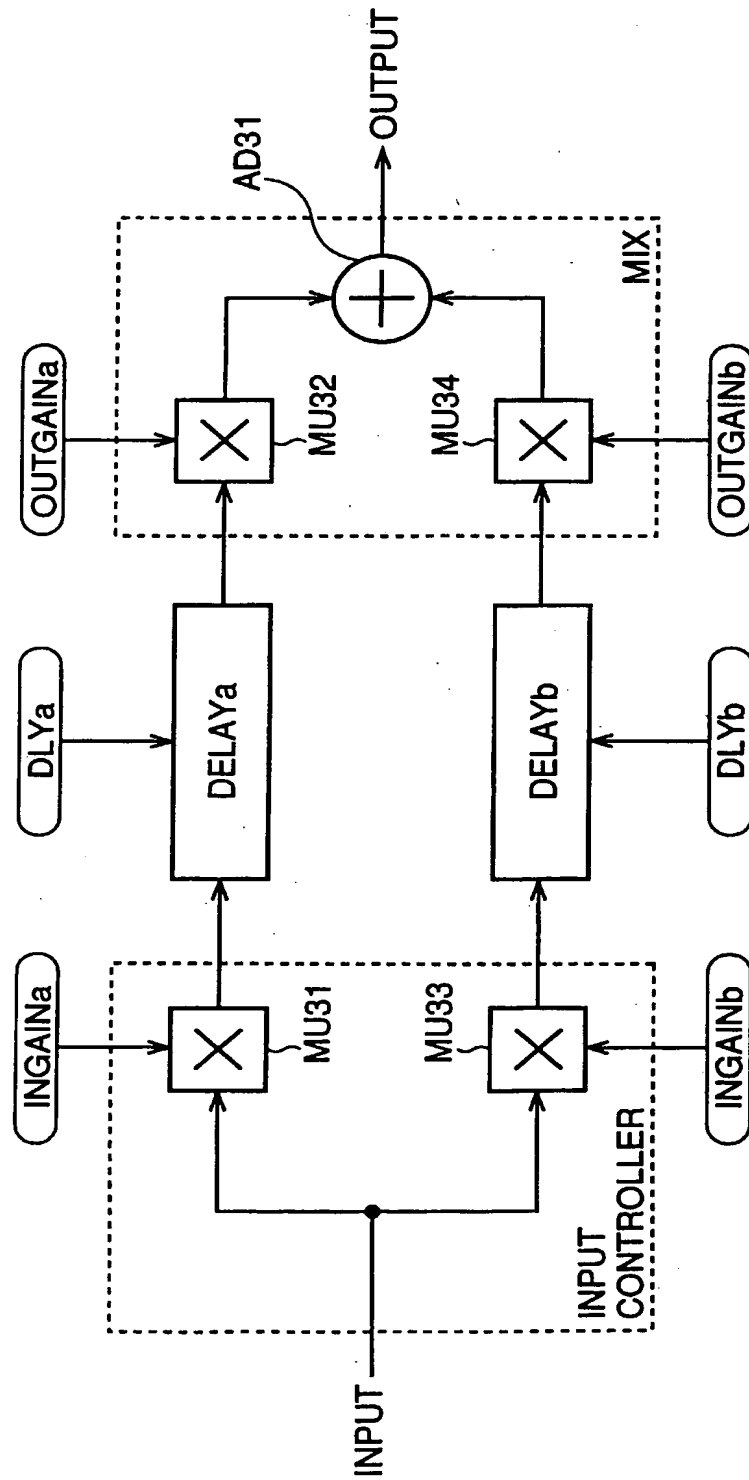 INGAINa
DLYa
OUTGAINa
AD31
INPUT
MU31
DELAYa
MU32
OUTPUT
MU33
DELAYb
MU34
INPUT
CONTROLLER
MIX
INGAINb
DLYb
OUTGAINb